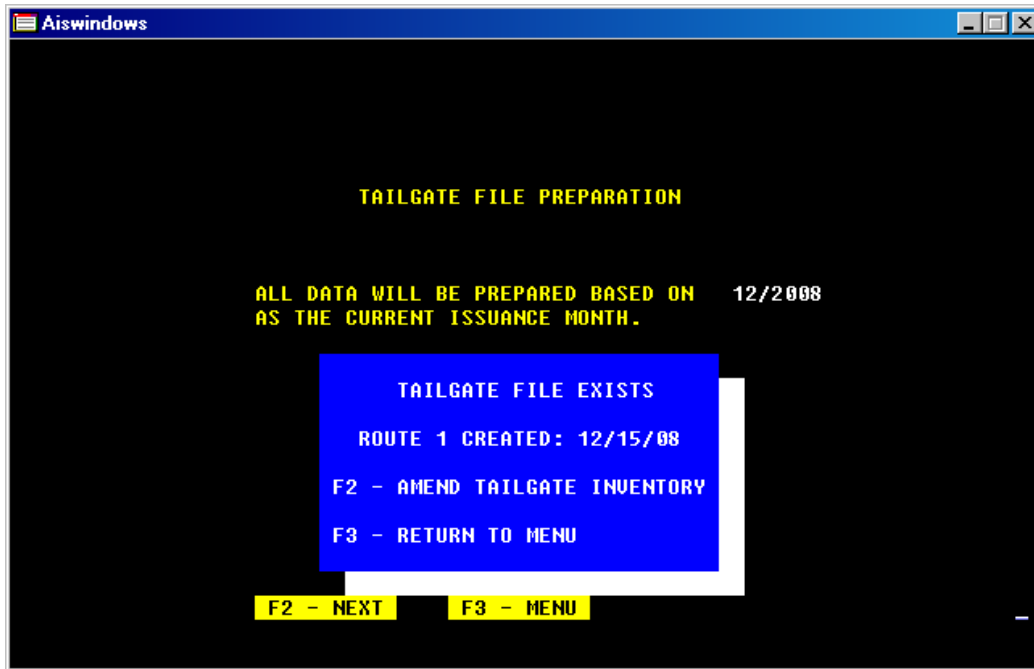 Aiswindows
TAILGATE FILE PREPARATION
ALL DATA WILL BE PREPARED BASED ON 12/2008
AS THE CURRENT ISSUANCE MONTH.
TAILGATE FILE EXISTS
ROUTE 1 CREATED: 12/15/08
F2 - AMEND TAILGATE INVENTORY
F3 - RETURN TO MENU
F2 - NEXT F3 - MENU